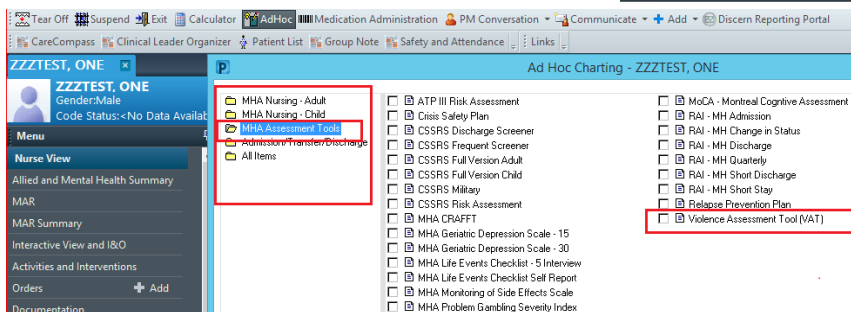 Tear Off Suspend Exit Calculator AdHoc Medication Administration PM Conversation Communicate Add Discern Reporting Portal
CareCompass Clinical Leader Organizer Patient List Group Note Safety and Attendance Links
ZZZTEST, ONE
ZZZTEST, ONE
Gender:Male
Code Status:<No Data Availab
Menu
Nurse View
Allied and Mental Health Summary
MAR
MAR Summary
Interactive View and I&O
Activities and Interventions
Orders Add
Documentation
Ad Hoc Charting - ZZZTEST, ONE
MHA Nursing - Adult
MHA Nursing - Child
MHA Assessment Tools
Admission/Transfer/Discharge
All Items
ATP III Risk Assessment
Crisis Safety Plan
CSSRS Discharge Screener
CSSRS Frequent Screener
CSSRS Full Version Adult
CSSRS Full Version Child
CSSRS Military
CSSRS Risk Assessment
MHA CRAFFT
MHA Geriatric Depression Scale - 15
MHA Geriatric Depression Scale - 30
MHA Life Events Checklist - 5 Interview
MHA Life Events Checklist Self Report
MHA Monitoring of Side Effects Scale
MHA Problem Gambling Severity Index
MoCA - Montreal Cogntive Assessment
RAI - MH Admission
RAI - MH Change in Status
RAI - MH Discharge
RAI - MH Quarterly
RAI - MH Short Discharge
RAI - MH Short Stay
Relapse Prevention Plan
Violence Assessment Tool (VAT)